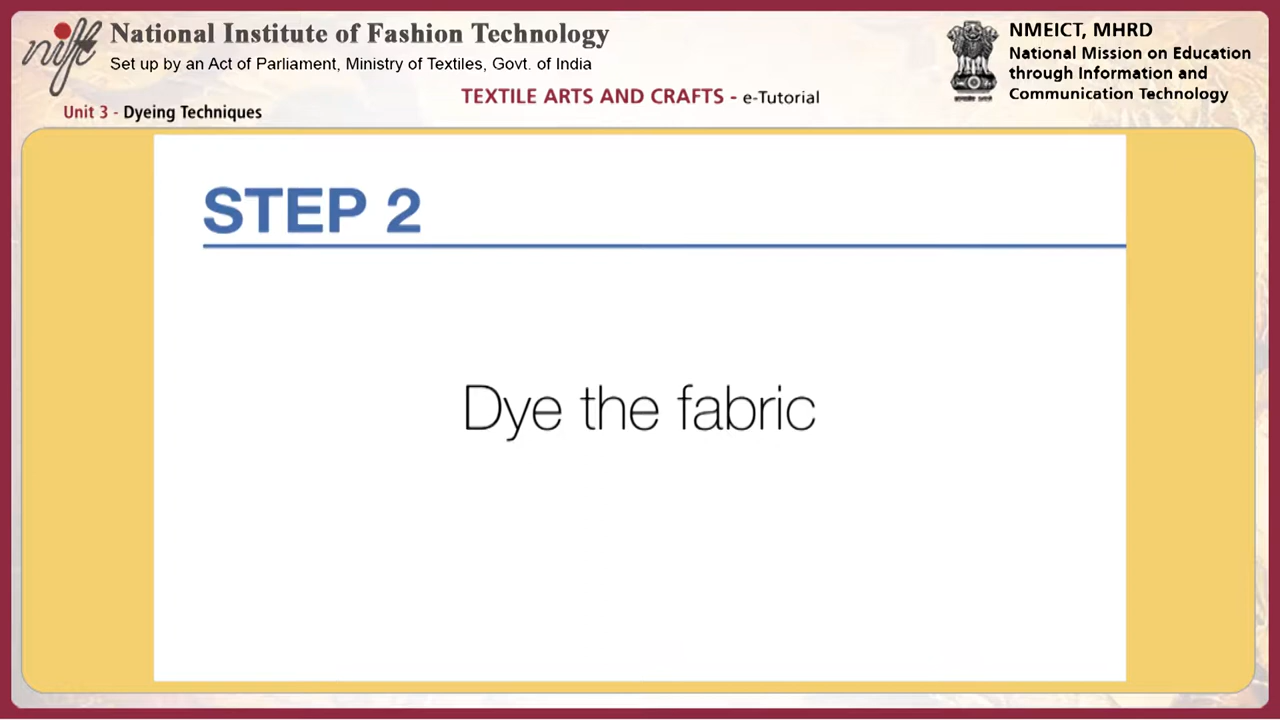 nift
National Institute of Fashion Technology
Set up by an Act of Parliament, Ministry of Textiles, Govt. of India
NMEICT, MHRD
National Mission on Education
through Information and
Communication Technology
TEXTILE ARTS AND CRAFTS - e-Tutorial
Unit 3 - Dyeing Techniques
STEP 2
Dye the fabric